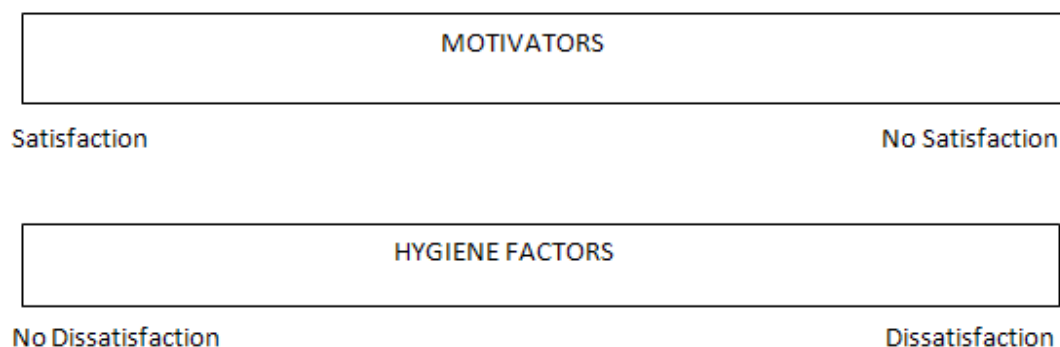 MOTIVATORS
Satisfaction No Satisfaction
HYGIENE FACTORS
No Dissatisfaction Dissatisfaction